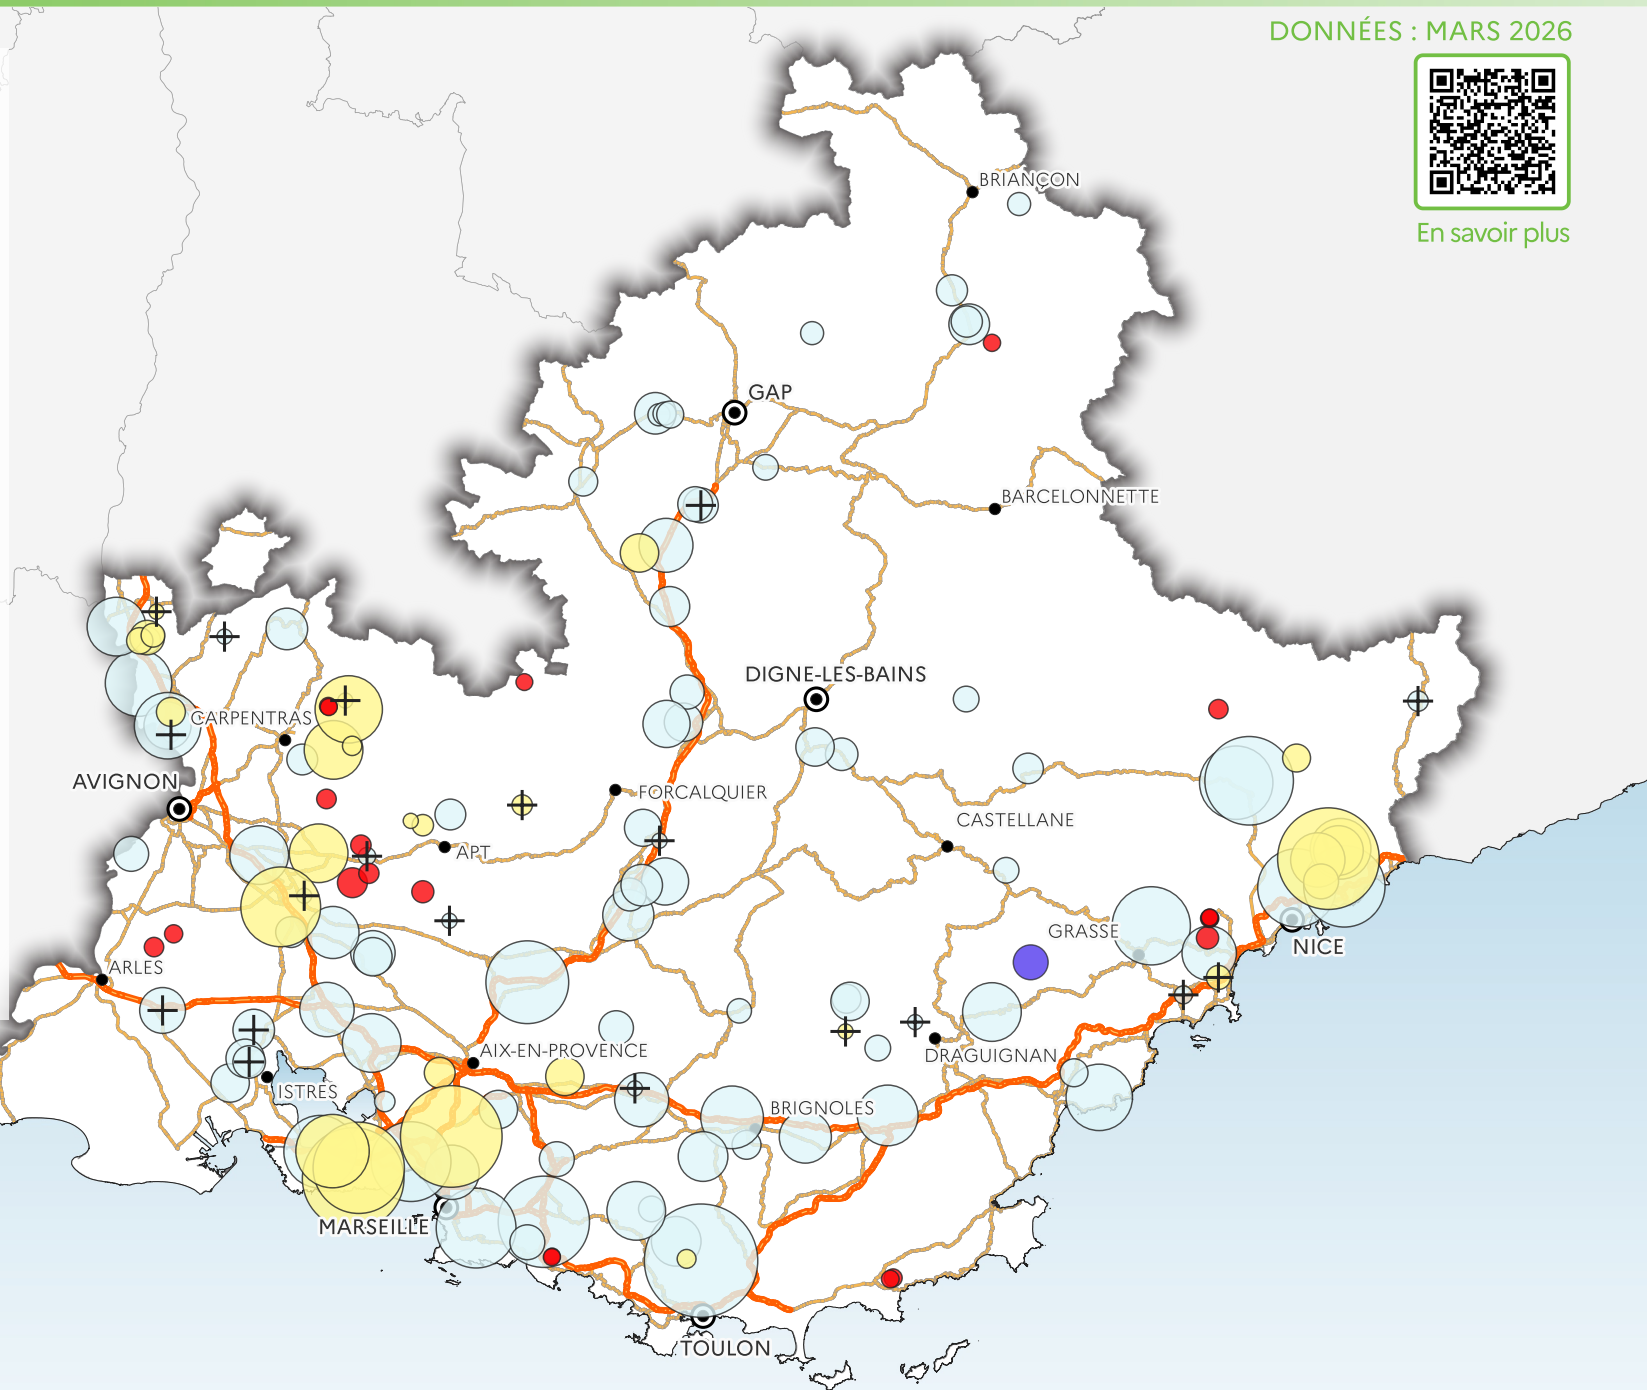 DONNÉES : MARS 2026
En savoir plus
BRIANÇON
GAP
BARCELONNETTE
DIGNE-LES-BAINS
CARPENTRAS
AVIGNON
FORCALQUIER
CASTELLANE
APT
GRASSE
NICE
ARLES
AIX-EN-PROVENCE
DRAGUIGNAN
ISTRES
BRIGNOLES
MARSEILLE
TOULON